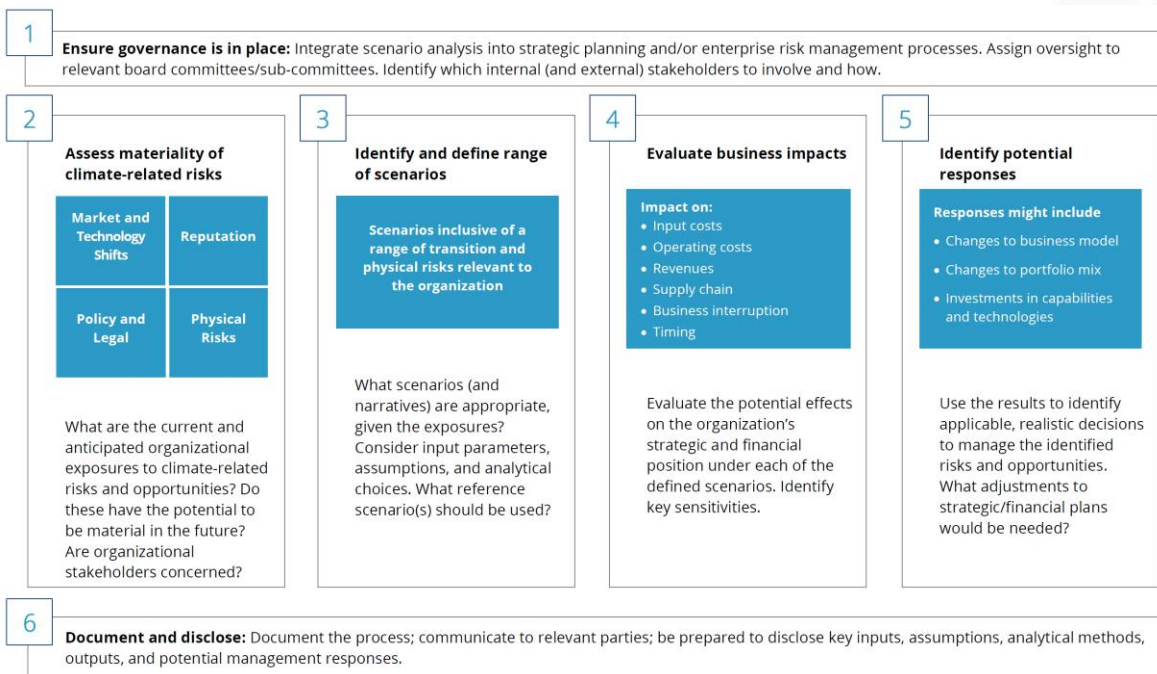 1
Ensure governance is in place: Integrate scenario analysis into strategic planning and/or enterprise risk management processes. Assign oversight to
relevant board committees/sub-committees. Identify which internal (and external) stakeholders to involve and how.
2
Assess materiality of
climate-related risks
Market and
Technology
Shifts
Reputation
Policy and
Legal
Physical
Risks
What are the current and
anticipated organizational
exposures to climate-related
risks and opportunities? Do
these have the potential to
be material in the future?
Are organizational
stakeholders concerned?
3
Identify and define range
of scenarios
Scenarios inclusive of a
range of transition and
physical risks relevant to
the organization
What scenarios (and
narratives) are appropriate,
given the exposures?
Consider input parameters,
assumptions, and analytical
choices. What reference
scenario(s) should be used?
4
Evaluate business impacts
Impact on:
• Input costs
• Operating costs
• Revenues
• Supply chain
• Business interruption
• Timing
Evaluate the potential effects
on the organization's
strategic and financial
position under each of the
defined scenarios. Identify
key sensitivities.
5
Identify potential
responses
Responses might include
• Changes to business model
• Changes to portfolio mix
• Investments in capabilities
and technologies
Use the results to identify
applicable, realistic decisions
to manage the identified
risks and opportunities.
What adjustments to
strategic/financial plans
would be needed?
6
Document and disclose: Document the process; communicate to relevant parties; be prepared to disclose key inputs, assumptions, analytical methods,
outputs, and potential management responses.